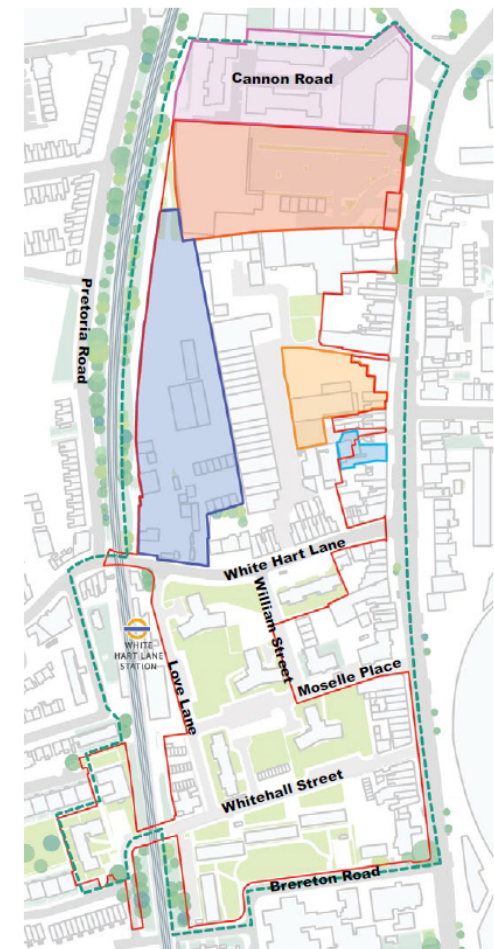 Cannon Road
Pretoria Road
White Hart Lane
William Street
WHITE
HART LANE
STATION
Love Lane
Moselle Place
Whitehall Street
Brereton Road